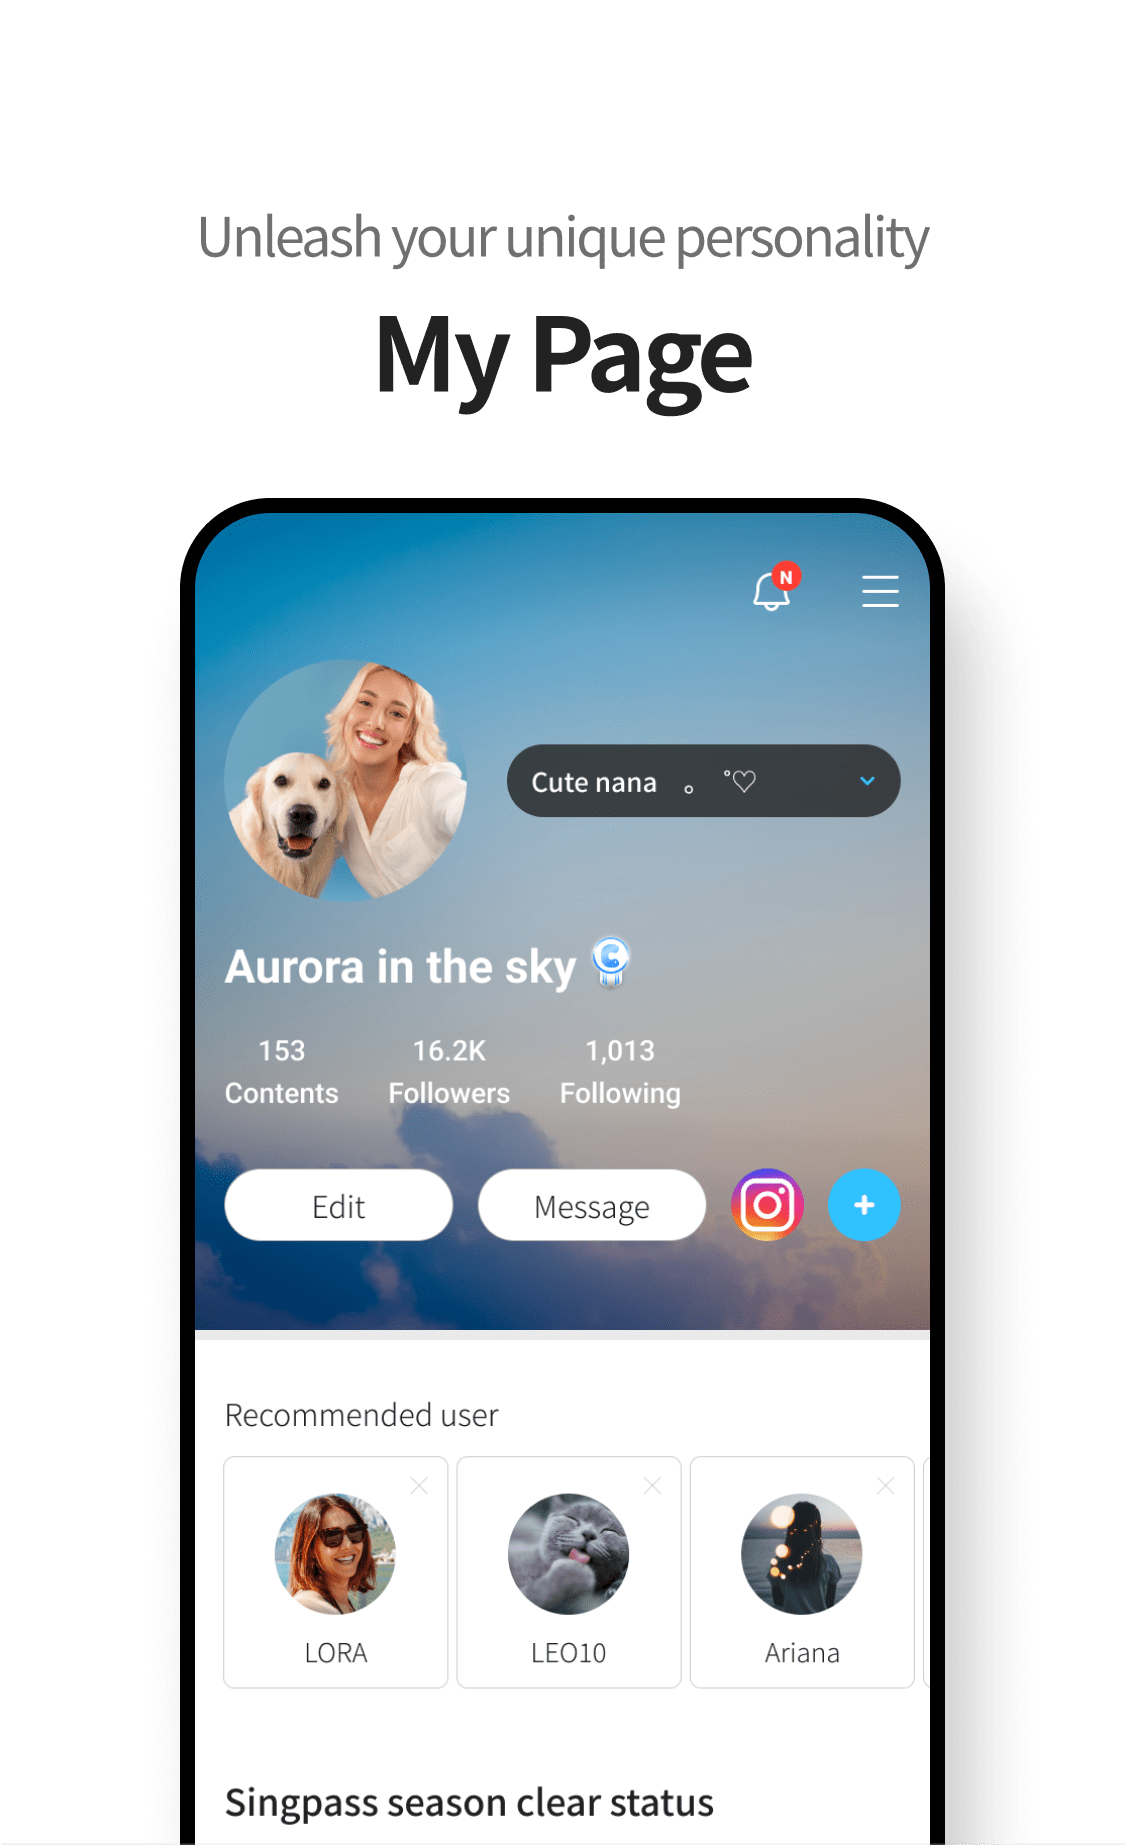 Unleash your unique personality
My Page
N
Cute nana 。 ˚♡
Aurora in the sky
153 16.2K 1,013
Contents Followers Following
Edit Message
Recommended user
LORA LEO10 Ariana
Singpass season clear status